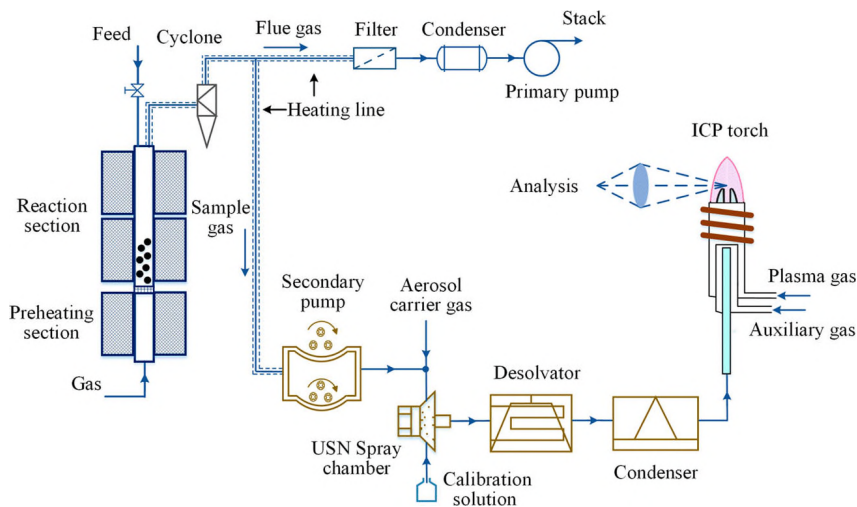 Feed
Cyclone
Flue gas
Filter
Condenser
Stack
Primary pump
Heating line
ICP torch
Analysis
Reaction
section
Sample
gas
Secondary
pump
Aerosol
carrier gas
Plasma gas
Auxiliary gas
Preheating
section
Gas
Desolvator
USN Spray
chamber
Calibration
solution
Condenser